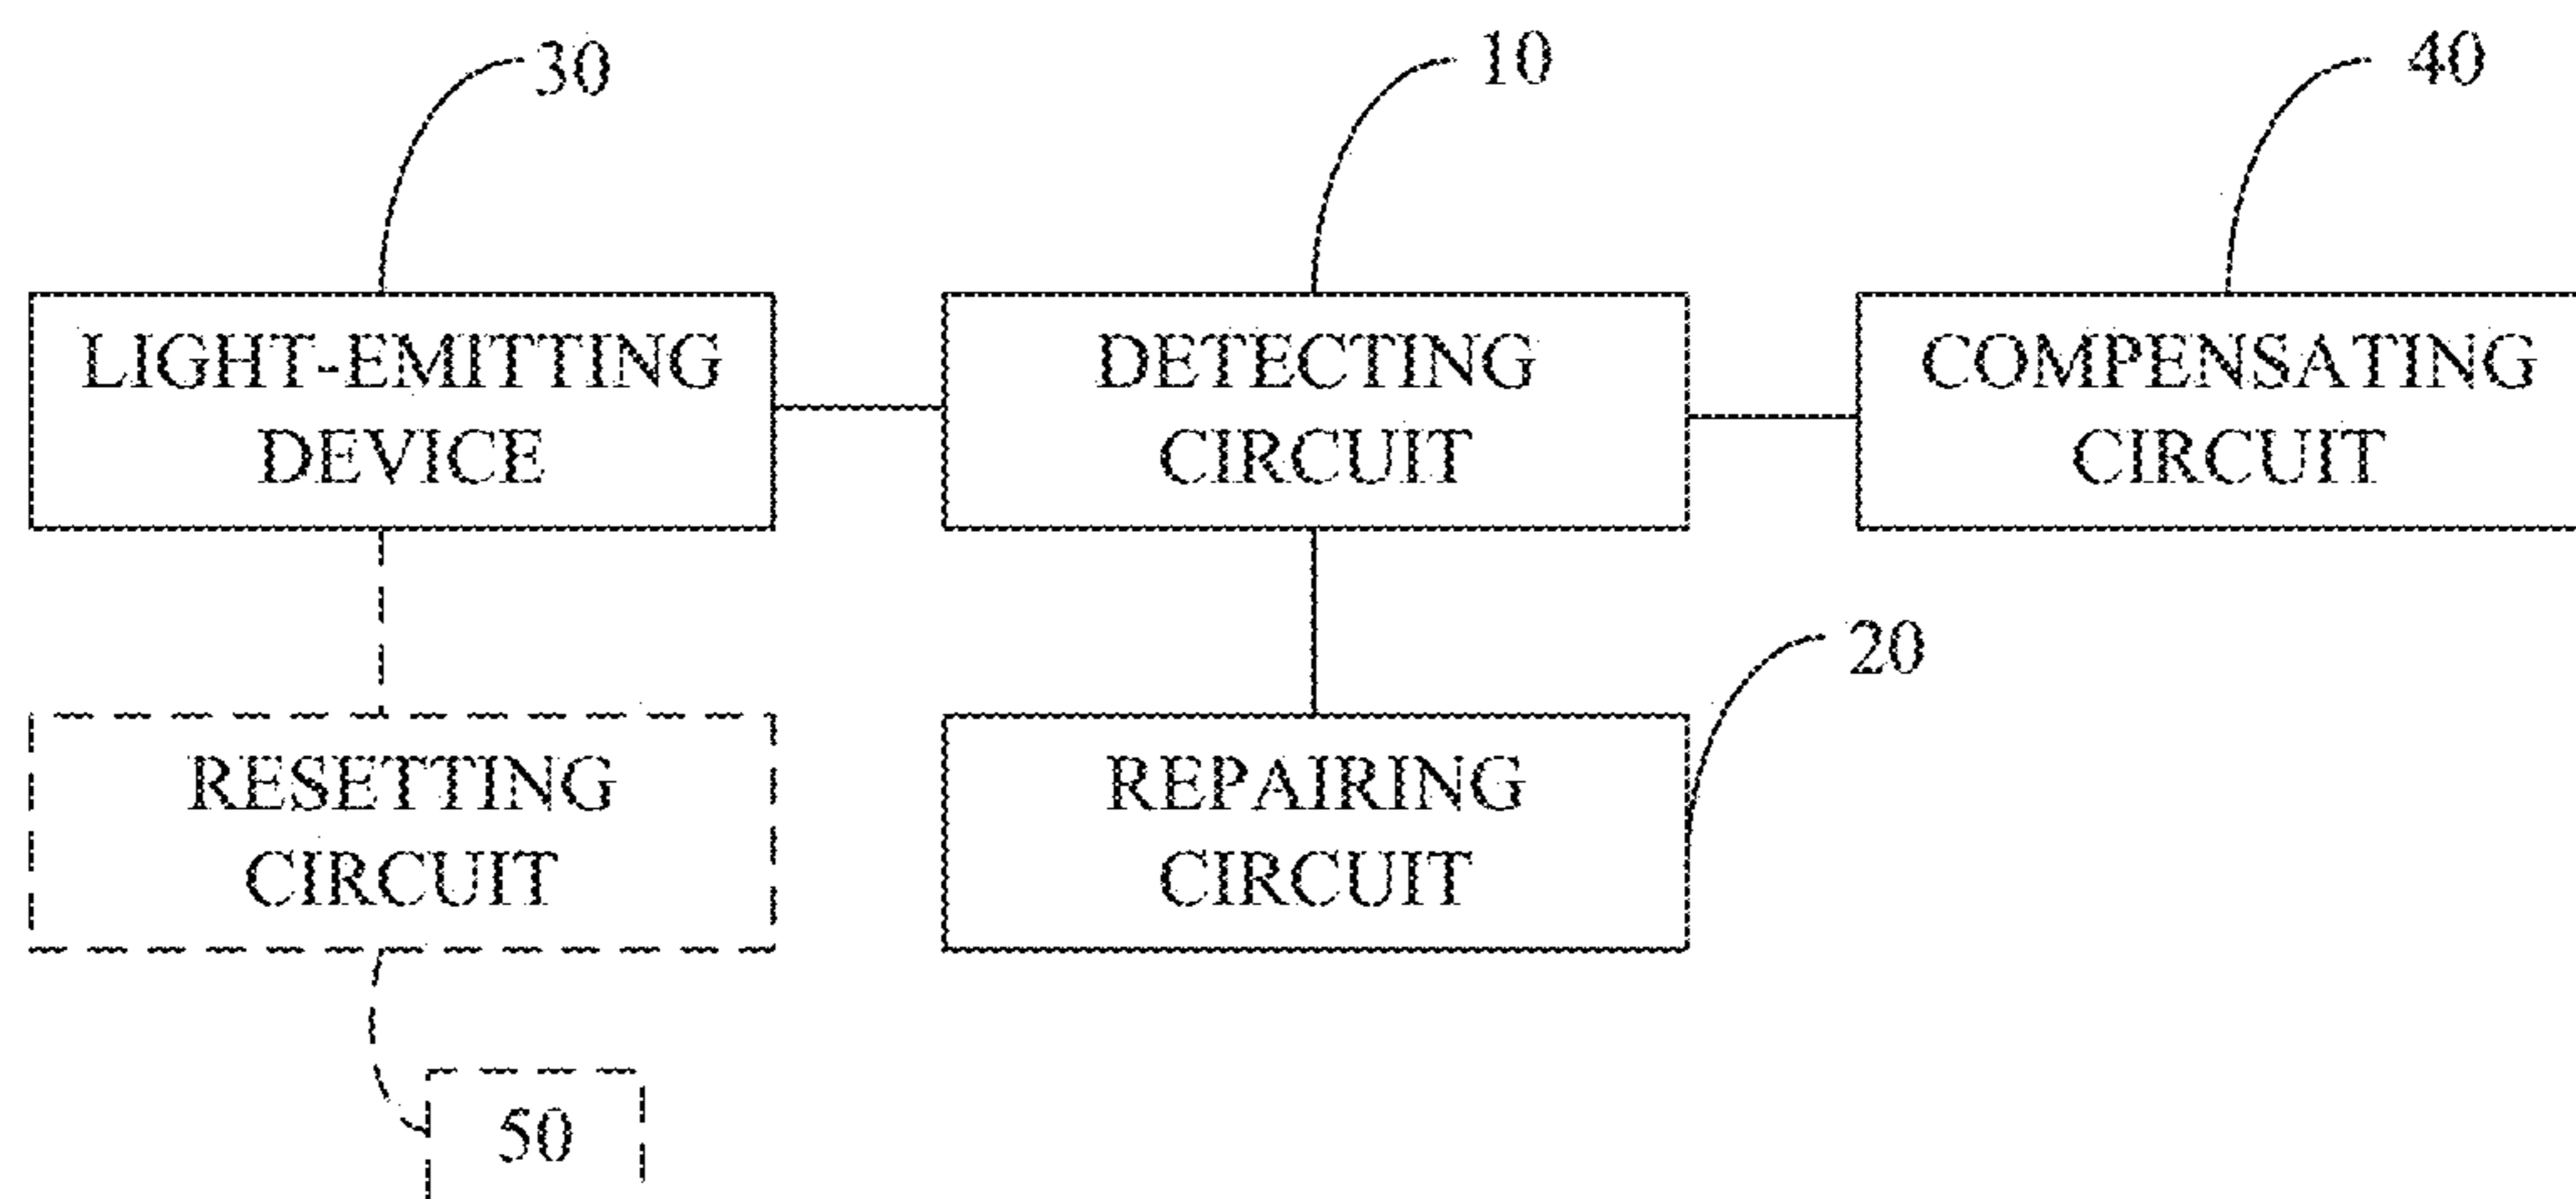 30
10
40
LIGHT-EMITTING
DEVICE
DETECTING
CIRCUIT
COMPENSATING
CIRCUIT
20
RESETTING
CIRCUIT
REPAIRING
CIRCUIT
50